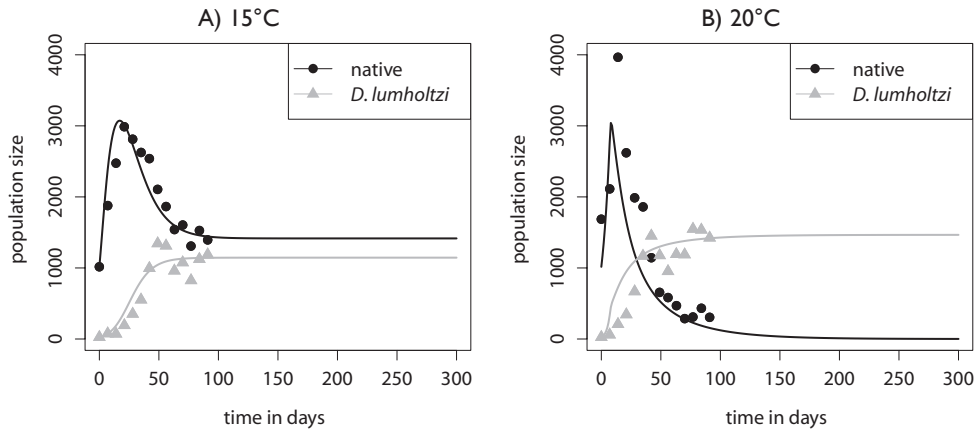 A) 15°C
B) 20°C
population size
4000
3000
2000
1000
0
native
D. lumholtzi
0 50 100 150 200 250 300
time in days
population size
4000
3000
2000
1000
0
native
D. lumholtzi
0 50 100 150 200 250 300
time in days